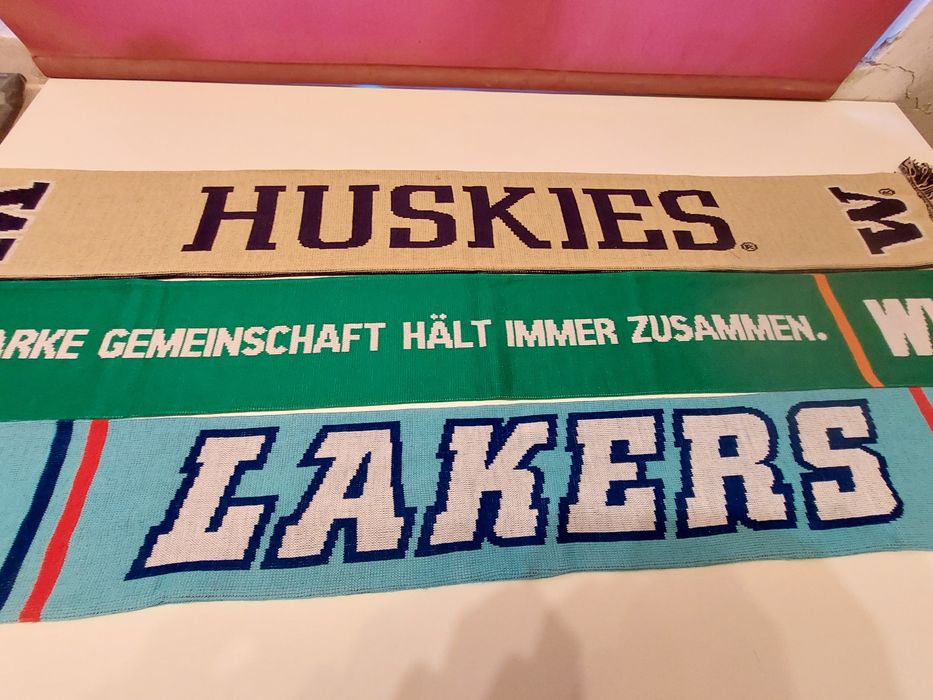 W HUSKIES® W®
ARKE GEMEINSCHAFT HÄLT IMMER ZUSAMMEN. W
LAKERS